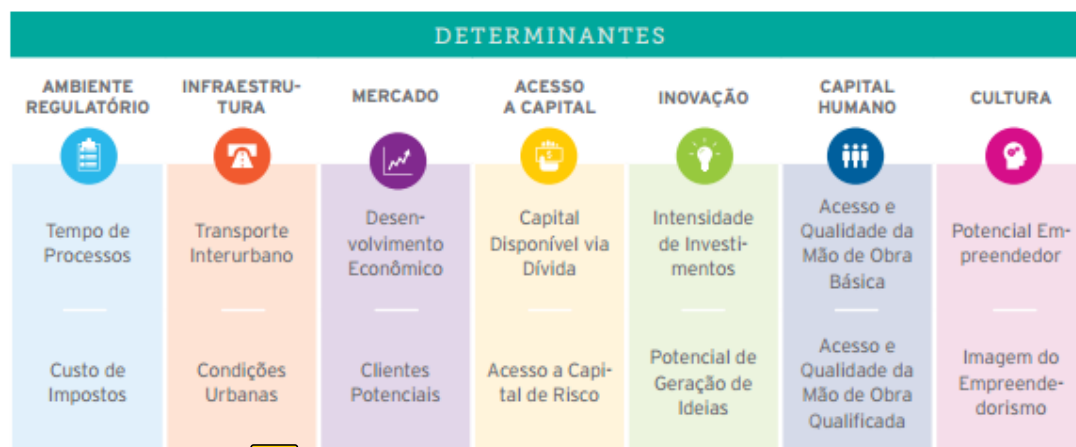 DETERMINANTES
AMBIENTE
REGULATÓRIO
INFRAESTRU-
TURA
MERCADO
ACESSO
A CAPITAL
INOVAÇÃO
CAPITAL
HUMANO
CULTURA
Tempo de
Processos
Transporte
Interurbano
Desen-
volvimento
Econômico
Capital
Disponível via
Dívida
Intensidade
de Investi-
mentos
Acesso e
Qualidade da
Mão de Obra
Básica
Potencial Em-
preendedor
Custo de
Impostos
Condições
Urbanas
Clientes
Potenciais
Acesso a Capi-
tal de Risco
Potencial de
Geração de
Ideias
Acesso e
Qualidade da
Mão de Obra
Qualificada
Imagem do
Empreende-
dorismo